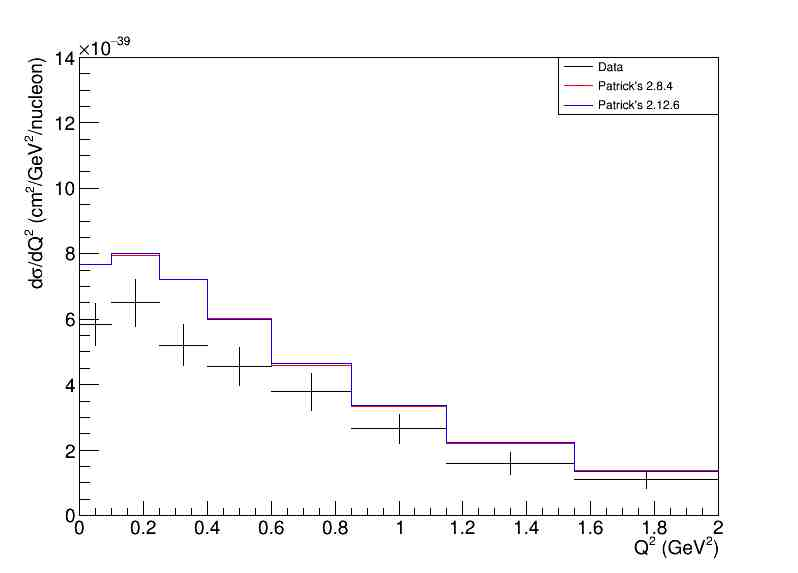 ×10⁻³⁹
14
12
10
8
6
4
2
0
dσ/dQ² (cm²/GeV²/nucleon)
Data
Patrick's 2.8.4
Patrick's 2.12.6
0 0.2 0.4 0.6 0.8 1 1.2 1.4 1.6 1.8 2
Q² (GeV²)